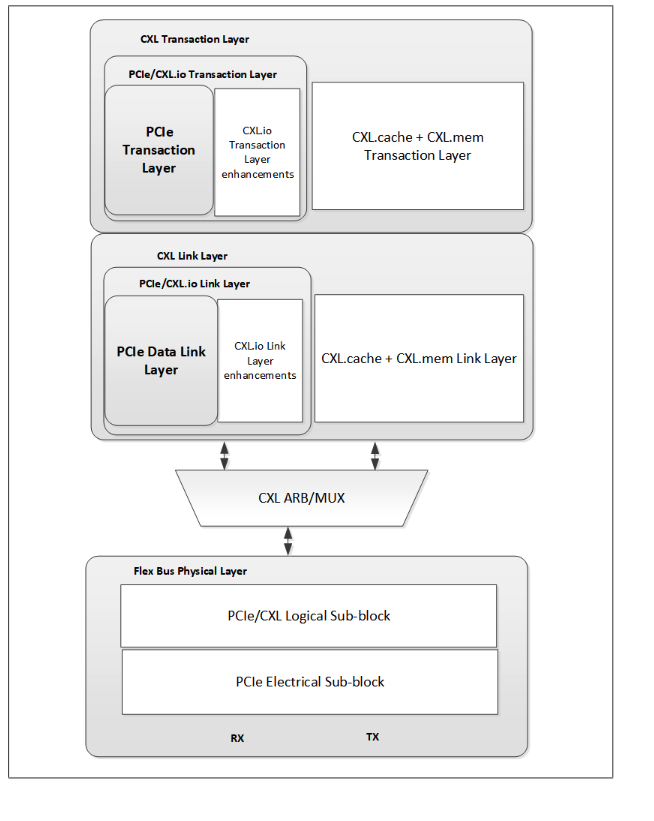 CXL Transaction Layer
PCIe/CXL.io Transaction Layer
PCIe
Transaction
Layer
CXL.io
Transaction
Layer
enhancements
CXL.cache + CXL.mem
Transaction Layer
CXL Link Layer
PCIe/CXL.io Link Layer
PCIe Data Link
Layer
CXL.io Link
Layer
enhancements
CXL.cache + CXL.mem Link Layer
CXL ARB/MUX
Flex Bus Physical Layer
PCIe/CXL Logical Sub-block
PCIe Electrical Sub-block
RX
TX